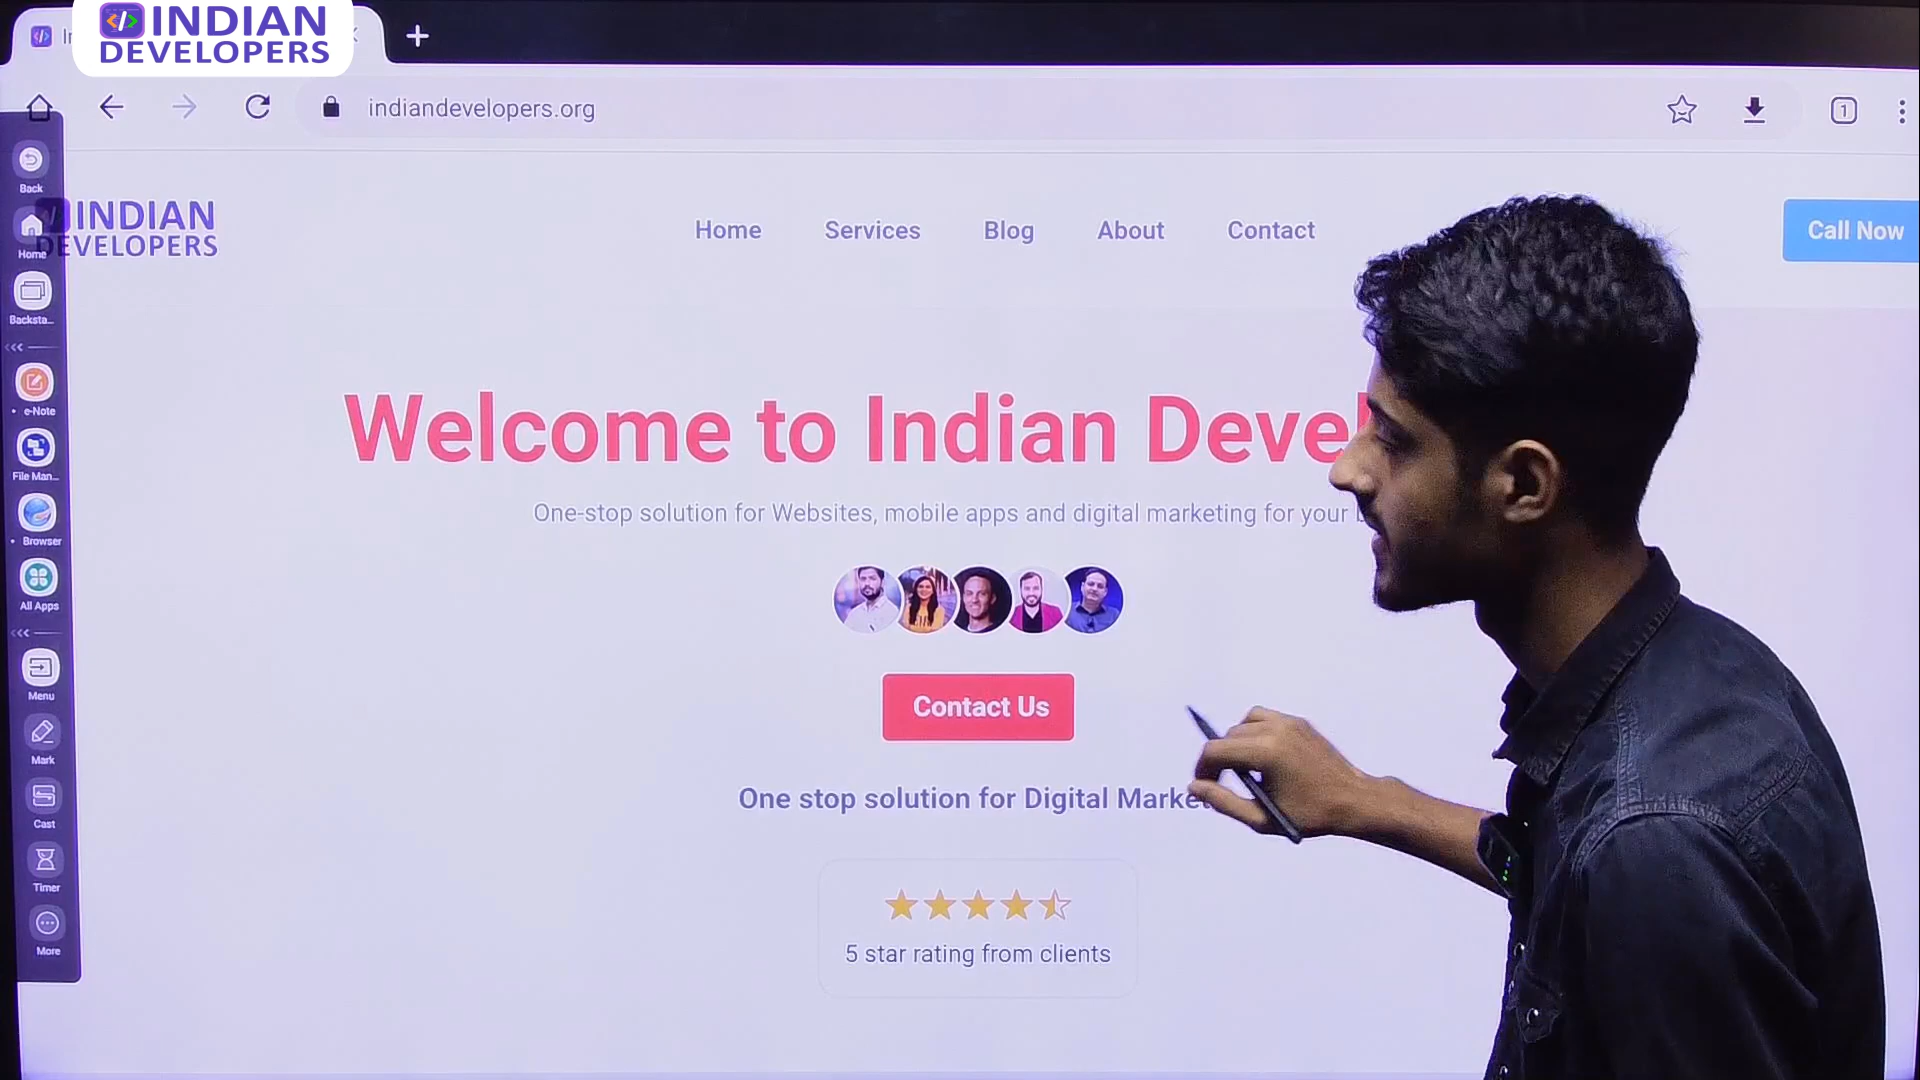 INDIAN
DEVELOPERS
indiandevelopers.org
1
Back
Home
Backsta...
e-Note
File Man...
Browser
All Apps
Menu
Mark
Cast
Timer
More
INDIAN
DEVELOPERS
Home Services Blog About Contact
Call Now
Welcome to Indian Devel
One-stop solution for Websites, mobile apps and digital marketing for your
Contact Us
One stop solution for Digital Market
5 star rating from clients